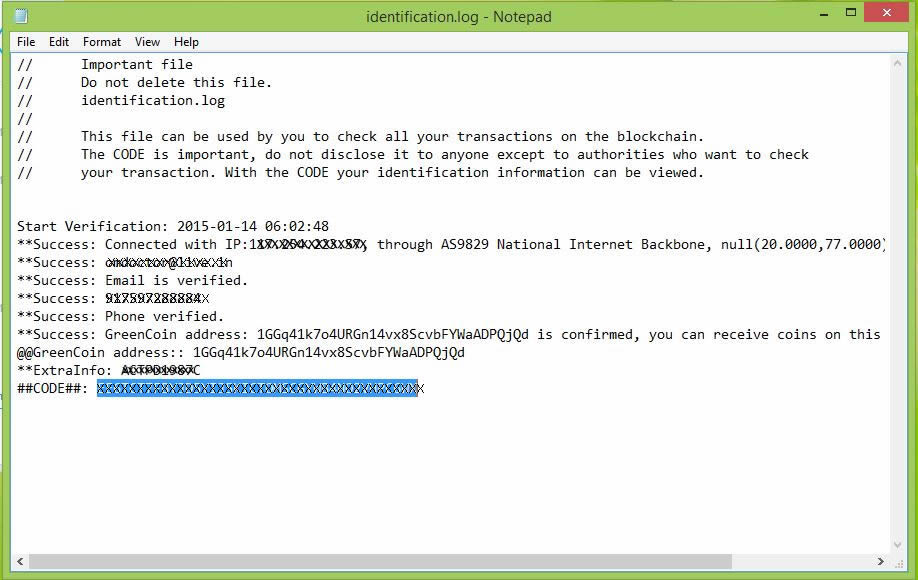 identification.log - Notepad
File Edit Format View Help
// Important file
// Do not delete this file.
// identification.log
//
// This file can be used by you to check all your transactions on the blockchain.
// The CODE is important, do not disclose it to anyone except to authorities who want to check
// your transaction. With the CODE your identification information can be viewed.
Start Verification: 2015-01-14 06:02:48
**Success: Connected with IP: , through AS9829 National Internet Backbone, null(20.0000,77.0000)
**Success:
**Success: Email is verified.
**Success:
**Success: Phone verified.
**Success: GreenCoin address: 1GGq41k7o4URGn14vx8ScvbFYWaADPQjQd is confirmed, you can receive coins on this
@@GreenCoin address:: 1GGq41k7o4URGn14vx8ScvbFYWaADPQjQd
**ExtraInfo:
##CODE##: